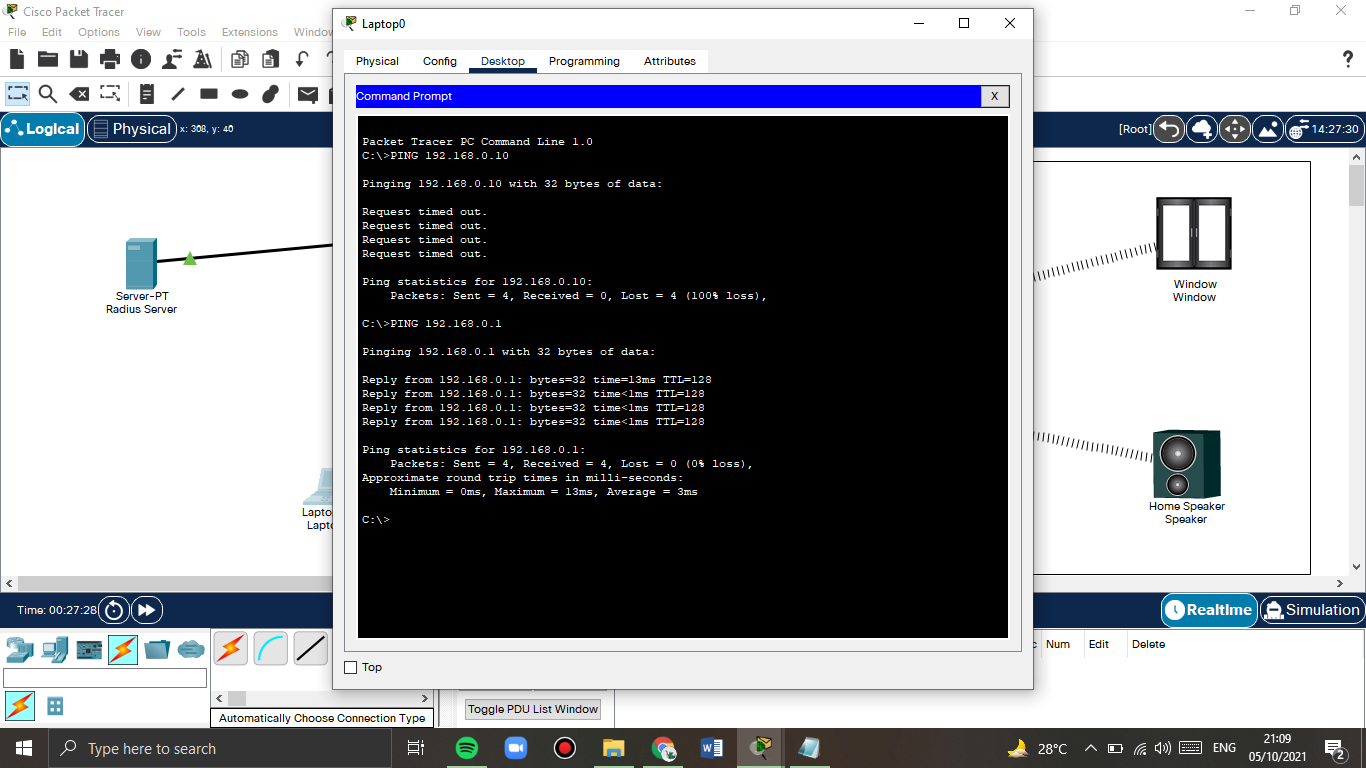 Cisco Packet Tracer
File Edit Options View Tools Extensions Window
Logical
Physical
x: 308, y: 40
[Root]
14:27:30
Server-PT
Radius Server
Window
Window
Home Speaker
Speaker
Laptop0
Physical Config Desktop Programming Attributes
Command Prompt
X
Packet Tracer PC Command Line 1.0
C:\>PING 192.168.0.10
Pinging 192.168.0.10 with 32 bytes of data:
Request timed out.
Request timed out.
Request timed out.
Request timed out.
Ping statistics for 192.168.0.10:
Packets: Sent = 4, Received = 0, Lost = 4 (100% loss),
C:\>PING 192.168.0.1
Pinging 192.168.0.1 with 32 bytes of data:
Reply from 192.168.0.1: bytes=32 time=13ms TTL=128
Reply from 192.168.0.1: bytes=32 time<1ms TTL=128
Reply from 192.168.0.1: bytes=32 time<1ms TTL=128
Reply from 192.168.0.1: bytes=32 time<1ms TTL=128
Ping statistics for 192.168.0.1:
Packets: Sent = 4, Received = 4, Lost = 0 (0% loss),
Approximate round trip times in milli-seconds:
Minimum = 0ms, Maximum = 13ms, Average = 3ms
C:\>
Top
Time: 00:27:28
Realtime
Simulation
c Num Edit Delete
Automatically Choose Connection Type
Toggle PDU List Window
Type here to search
28°C
ENG
21:09
05/10/2021
2